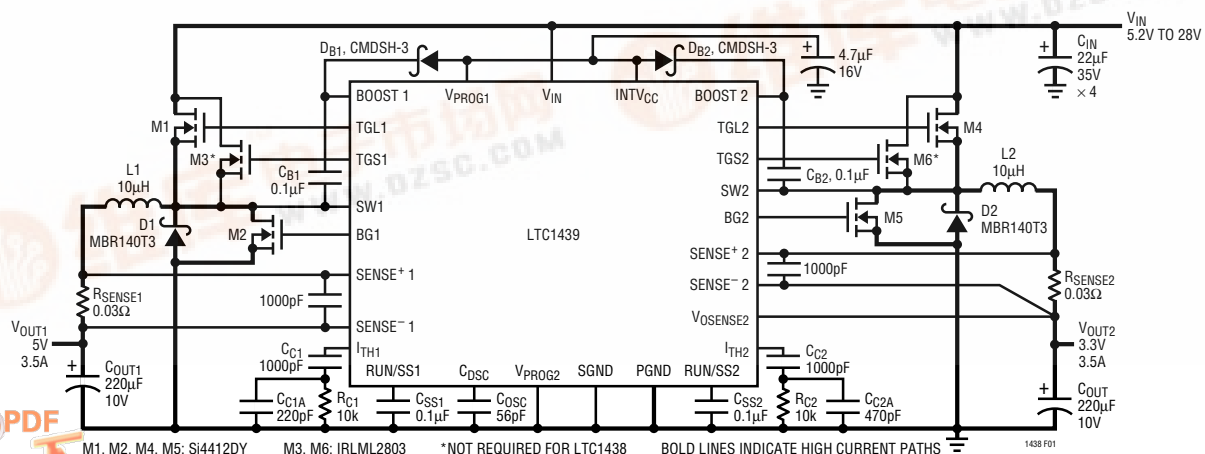 VIN
5.2V TO 28V
DB1, CMDSH-3
DB2, CMDSH-3
+
4.7µF
16V
+
CIN
22µF
35V
× 4
BOOST 1
VPROG1
VIN
INTVCC
BOOST 2
M1
TGL1
TGL2
M4
M3*
TGS1
TGS2
M6*
L1
10µH
CB1
0.1µF
CB2, 0.1µF
L2
10µH
SW1
SW2
D1
MBR140T3
M2
BG1
LTC1439
BG2
M5
D2
MBR140T3
SENSE+ 1
SENSE+ 2
1000pF
1000pF
SENSE– 2
RSENSE1
0.03Ω
RSENSE2
0.03Ω
SENSE– 1
VOSENSE2
VOUT1
5V
3.5A
VOUT2
3.3V
3.5A
ITH1
ITH2
CC1
1000pF
CC2
1000pF
RUN/SS1
CDSC
VPROG2
SGND
PGND
RUN/SS2
+
COUT1
220µF
10V
CC1A
220pF
RC1
10k
CSS1
0.1µF
COSC
56pF
CSS2
0.1µF
RC2
10k
CC2A
470pF
+
COUT
220µF
10V
M1, M2, M4, M5: Si4412DY
M3, M6: IRLML2803
*NOT REQUIRED FOR LTC1438
BOLD LINES INDICATE HIGH CURRENT PATHS
1438 F01
PDF
WWW.DZSC.COM